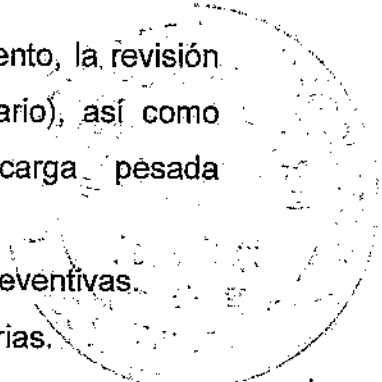 ento, la revisión
ario), así como
carga pesada
eventivas.
rias.